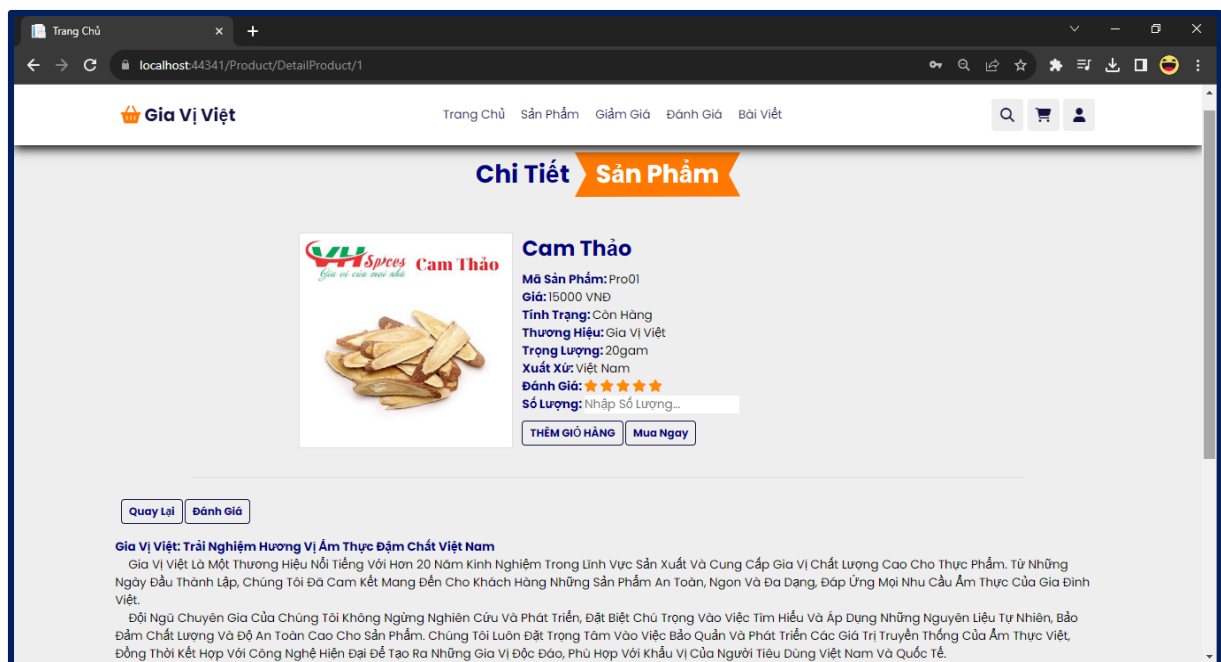 Trang Chủ
localhost:44341/Product/DetailProduct/1
Gia Vị Việt
Trang Chủ Sản Phẩm Giảm Giá Đánh Giá Bài Viết
Chi Tiết Sản Phẩm
VH Spices Cam Thảo
Gia vị của mọi nhà
Cam Thảo
Mã Sản Phẩm: Pro01
Giá: 15000 VNĐ
Tình Trạng: Còn Hàng
Thương Hiệu: Gia Vị Việt
Trọng Lượng: 20gam
Xuất Xứ: Việt Nam
Đánh Giá:
Số Lượng: Nhập Số Lượng...
THÊM GIỎ HÀNG Mua Ngay
Quay Lại Đánh Giá
Gia Vị Việt: Trải Nghiệm Hương Vị Ẩm Thực Đậm Chất Việt Nam
Gia Vị Việt Là Một Thương Hiệu Nổi Tiếng Với Hơn 20 Năm Kinh Nghiệm Trong Lĩnh Vực Sản Xuất Và Cung Cấp Gia Vị Chất Lượng Cao Cho Thực Phẩm. Từ Những
Ngày Đầu Thành Lập, Chúng Tôi Đã Cam Kết Mang Đến Cho Khách Hàng Những Sản Phẩm An Toàn, Ngon Và Đa Dạng, Đáp Ứng Mọi Nhu Cầu Ẩm Thực Của Gia Đình
Việt.
Đội Ngũ Chuyên Gia Của Chúng Tôi Không Ngừng Nghiên Cứu Và Phát Triển, Đặt Biệt Chú Trọng Vào Việc Tìm Hiểu Và Áp Dụng Những Nguyên Liệu Tự Nhiên, Bảo
Đảm Chất Lượng Và Độ An Toàn Cao Cho Sản Phẩm. Chúng Tôi Luôn Đặt Trọng Tâm Vào Việc Bảo Quản Và Phát Triển Các Giá Trị Truyền Thống Của Ẩm Thực Việt,
Đồng Thời Kết Hợp Với Công Nghệ Hiện Đại Để Tạo Ra Những Gia Vị Độc Đáo, Phù Hợp Với Khẩu Vị Của Người Tiêu Dùng Việt Nam Và Quốc Tế.